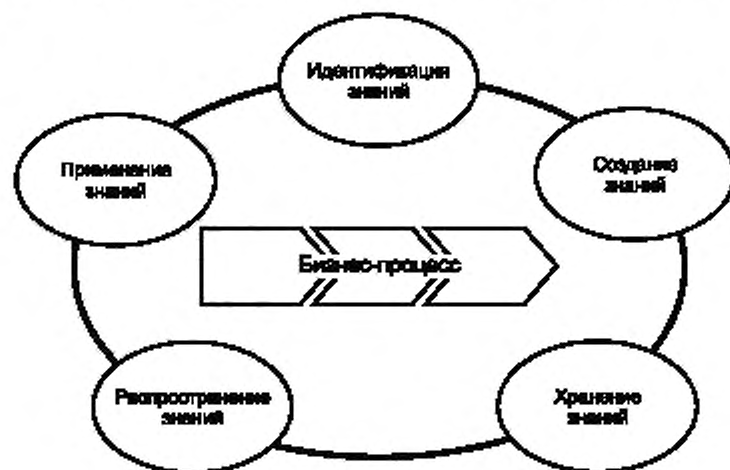 Идентификация
знаний
Применение
знаний
Создание
знаний
Бизнес-процесс
Распространение
знаний
Хранение
знаний